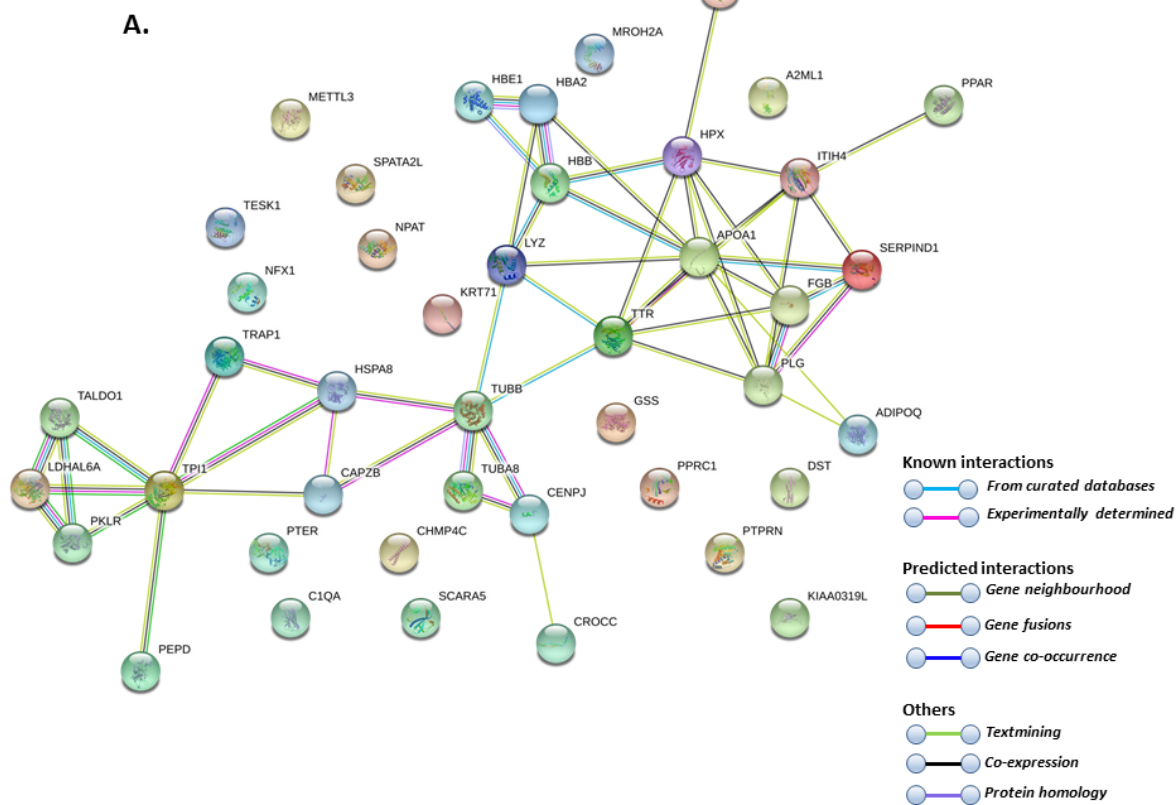 A.
MROH2A
HBE1
HBA2
A2ML1
PPAR
METTL3
HPX
HBB
ITIH4
SPATA2L
TESK1
NPAT
LYZ
APOA1
SERPIND1
NFX1
FGB
KRT71
TTR
TRAP1
HSPA8
PLG
TUBB
TALDO1
GSS
ADIPOQ
LDHAL6A
TPI1
CAPZB
TUBA8
CENPJ
PPRC1
DST
PKLR
PTER
CHMP4C
PTPRN
C1QA
SCARA5
KIAA0319L
CROCC
PEPD
Known interactions
From curated databases
Experimentally determined
Predicted interactions
Gene neighbourhood
Gene fusions
Gene co-occurrence
Others
Textmining
Co-expression
Protein homology